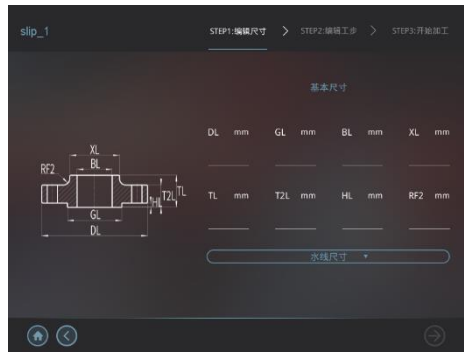 slip_1
STEP1:编辑尺寸
STEP2:编辑工步
STEP3:开始加工
基本尺寸
DL mm GL mm BL mm XL mm
TL mm T2L mm HL mm RF2 mm
水线尺寸
XL
BL
RF2
HL
T2L
TL
GL
DL